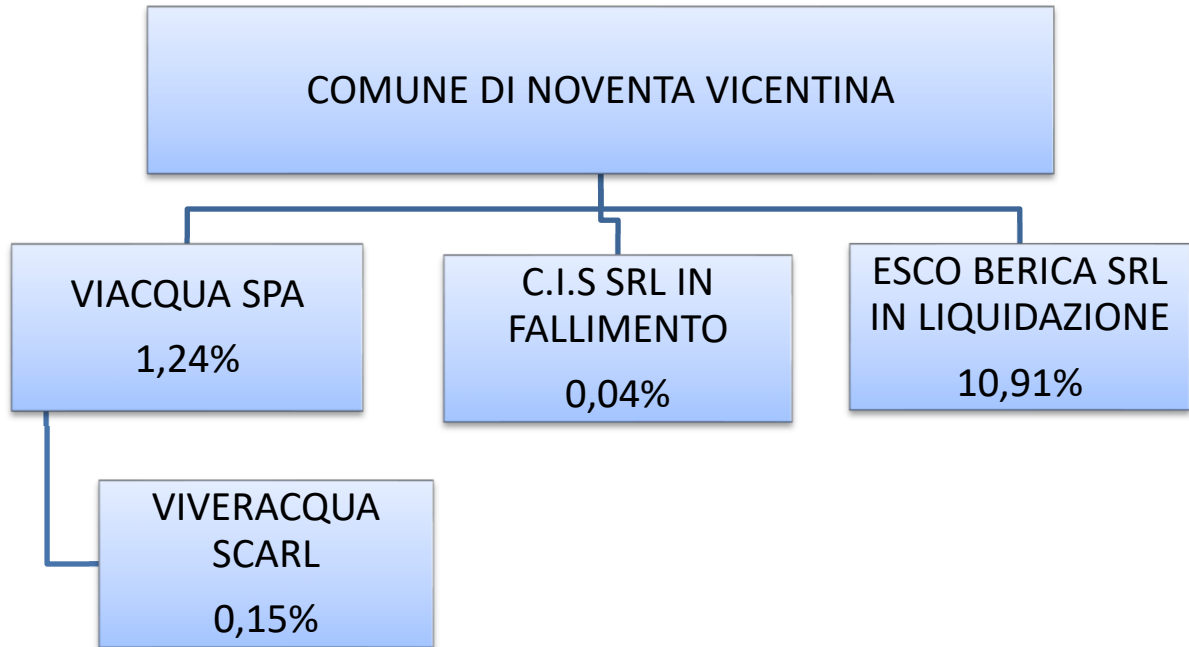 COMUNE DI NOVENTA VICENTINA
VIACQUA SPA
1,24%
C.I.S SRL IN
FALLIMENTO
0,04%
ESCO BERICA SRL
IN LIQUIDAZIONE
10,91%
VIVERACQUA
SCARL
0,15%